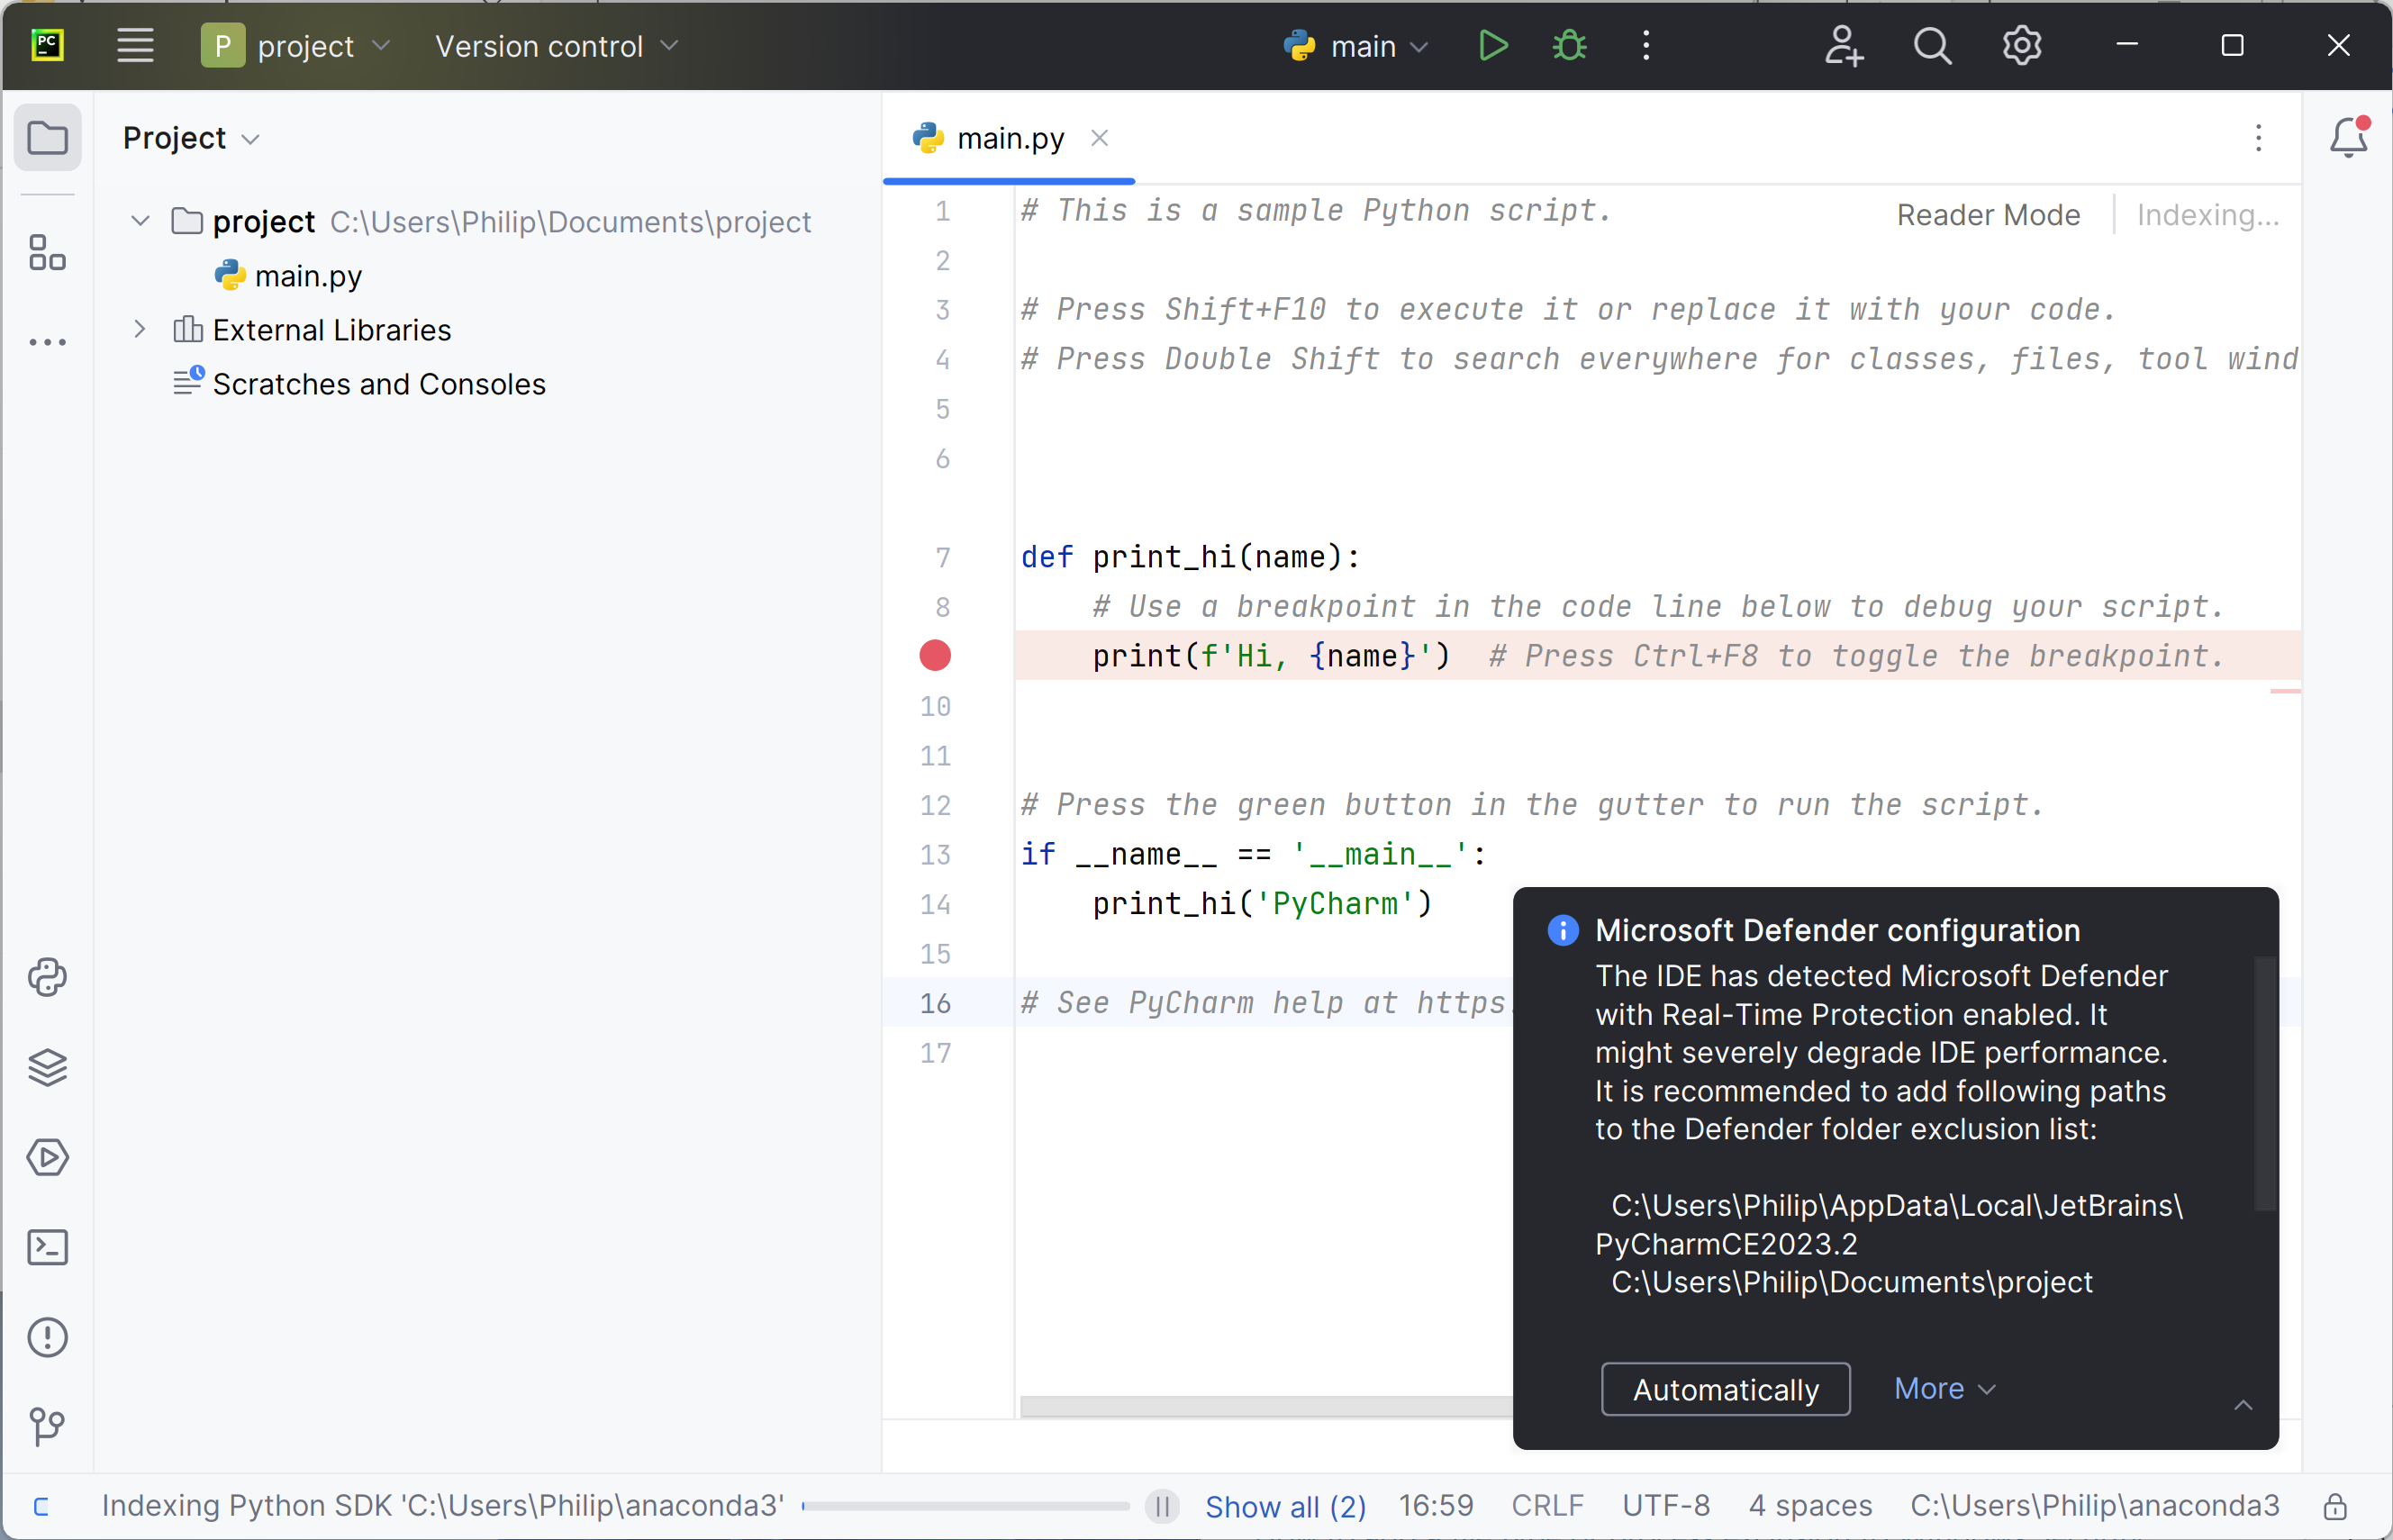 PC
P project Version control main
Project
main.py
project C:\Users\Philip\Documents\project
main.py
External Libraries
Scratches and Consoles
Reader Mode Indexing...
1 # This is a sample Python script.
2
3 # Press Shift+F10 to execute it or replace it with your code.
4 # Press Double Shift to search everywhere for classes, files, tool wind
5
6
7 def print_hi(name):
8 # Use a breakpoint in the code line below to debug your script.
print(f'Hi, {name}') # Press Ctrl+F8 to toggle the breakpoint.
10
11
12 # Press the green button in the gutter to run the script.
13 if __name__ == '__main__':
14 print_hi('PyCharm')
15
16 # See PyCharm help at https
17
Microsoft Defender configuration
The IDE has detected Microsoft Defender
with Real-Time Protection enabled. It
might severely degrade IDE performance.
It is recommended to add following paths
to the Defender folder exclusion list:
C:\Users\Philip\AppData\Local\JetBrains\
PyCharmCE2023.2
C:\Users\Philip\Documents\project
Automatically More
Indexing Python SDK 'C:\Users\Philip\anaconda3' Show all (2) 16:59 CRLF UTF-8 4 spaces C:\Users\Philip\anaconda3